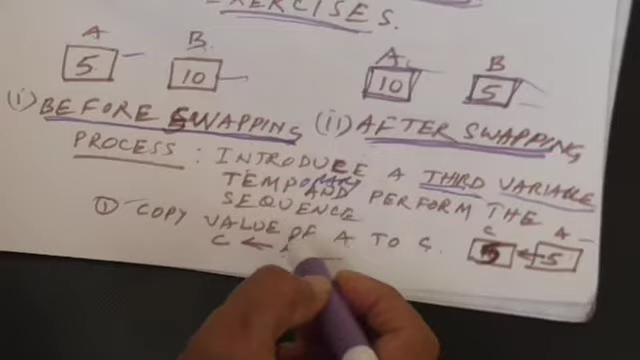 EXERCISES.
A B A B
5 10 10 5
(i) BEFORE SWAPPING (ii) AFTER SWAPPING
PROCESS : INTRODUCE A THIRD VARIABLE
TEMPORARY AND PERFORM THE
SEQUENCE
① COPY VALUE OF A TO C.
C ←
C A
5 ← 5